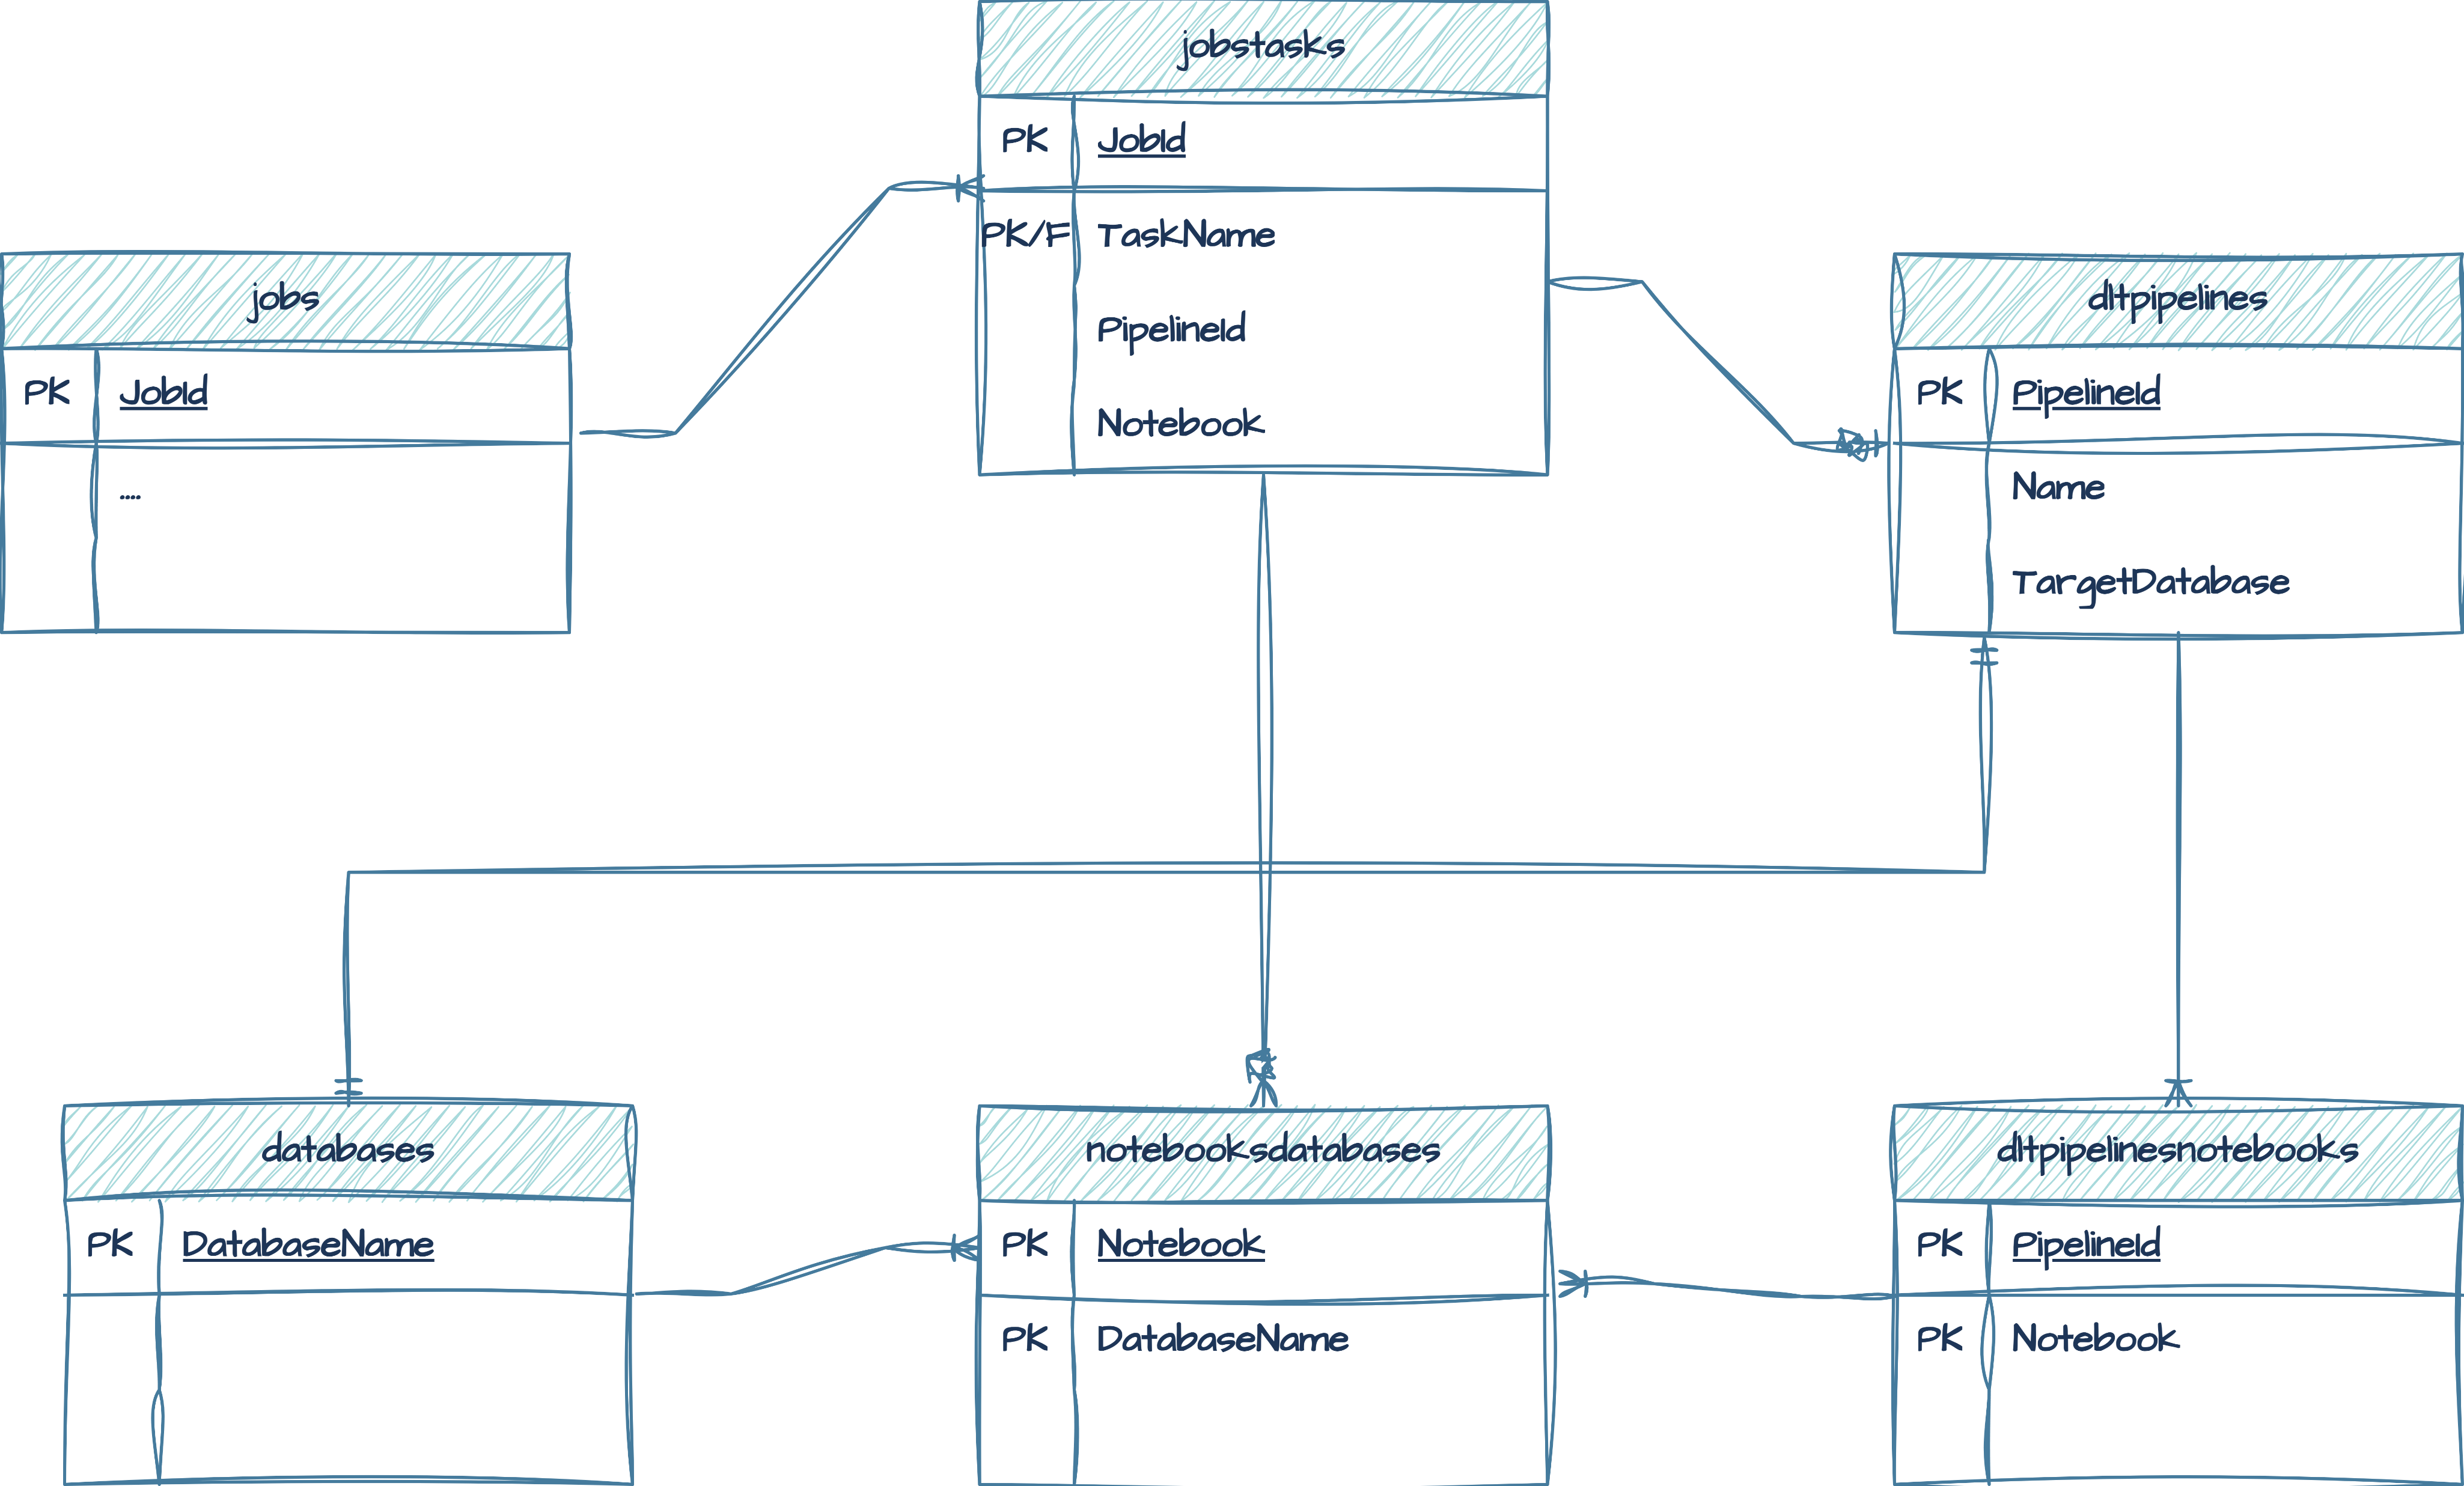 jobstasks
PK JobId
PK/F TaskName
PipelineId
Notebook
jobs
PK JobId
....
dltpipelines
PK PipelineId
Name
TargetDatabase
databases
PK DatabaseName
notebooksdatabases
PK Notebook
PK DatabaseName
dltpipelinesnotebooks
PK PipelineId
PK Notebook